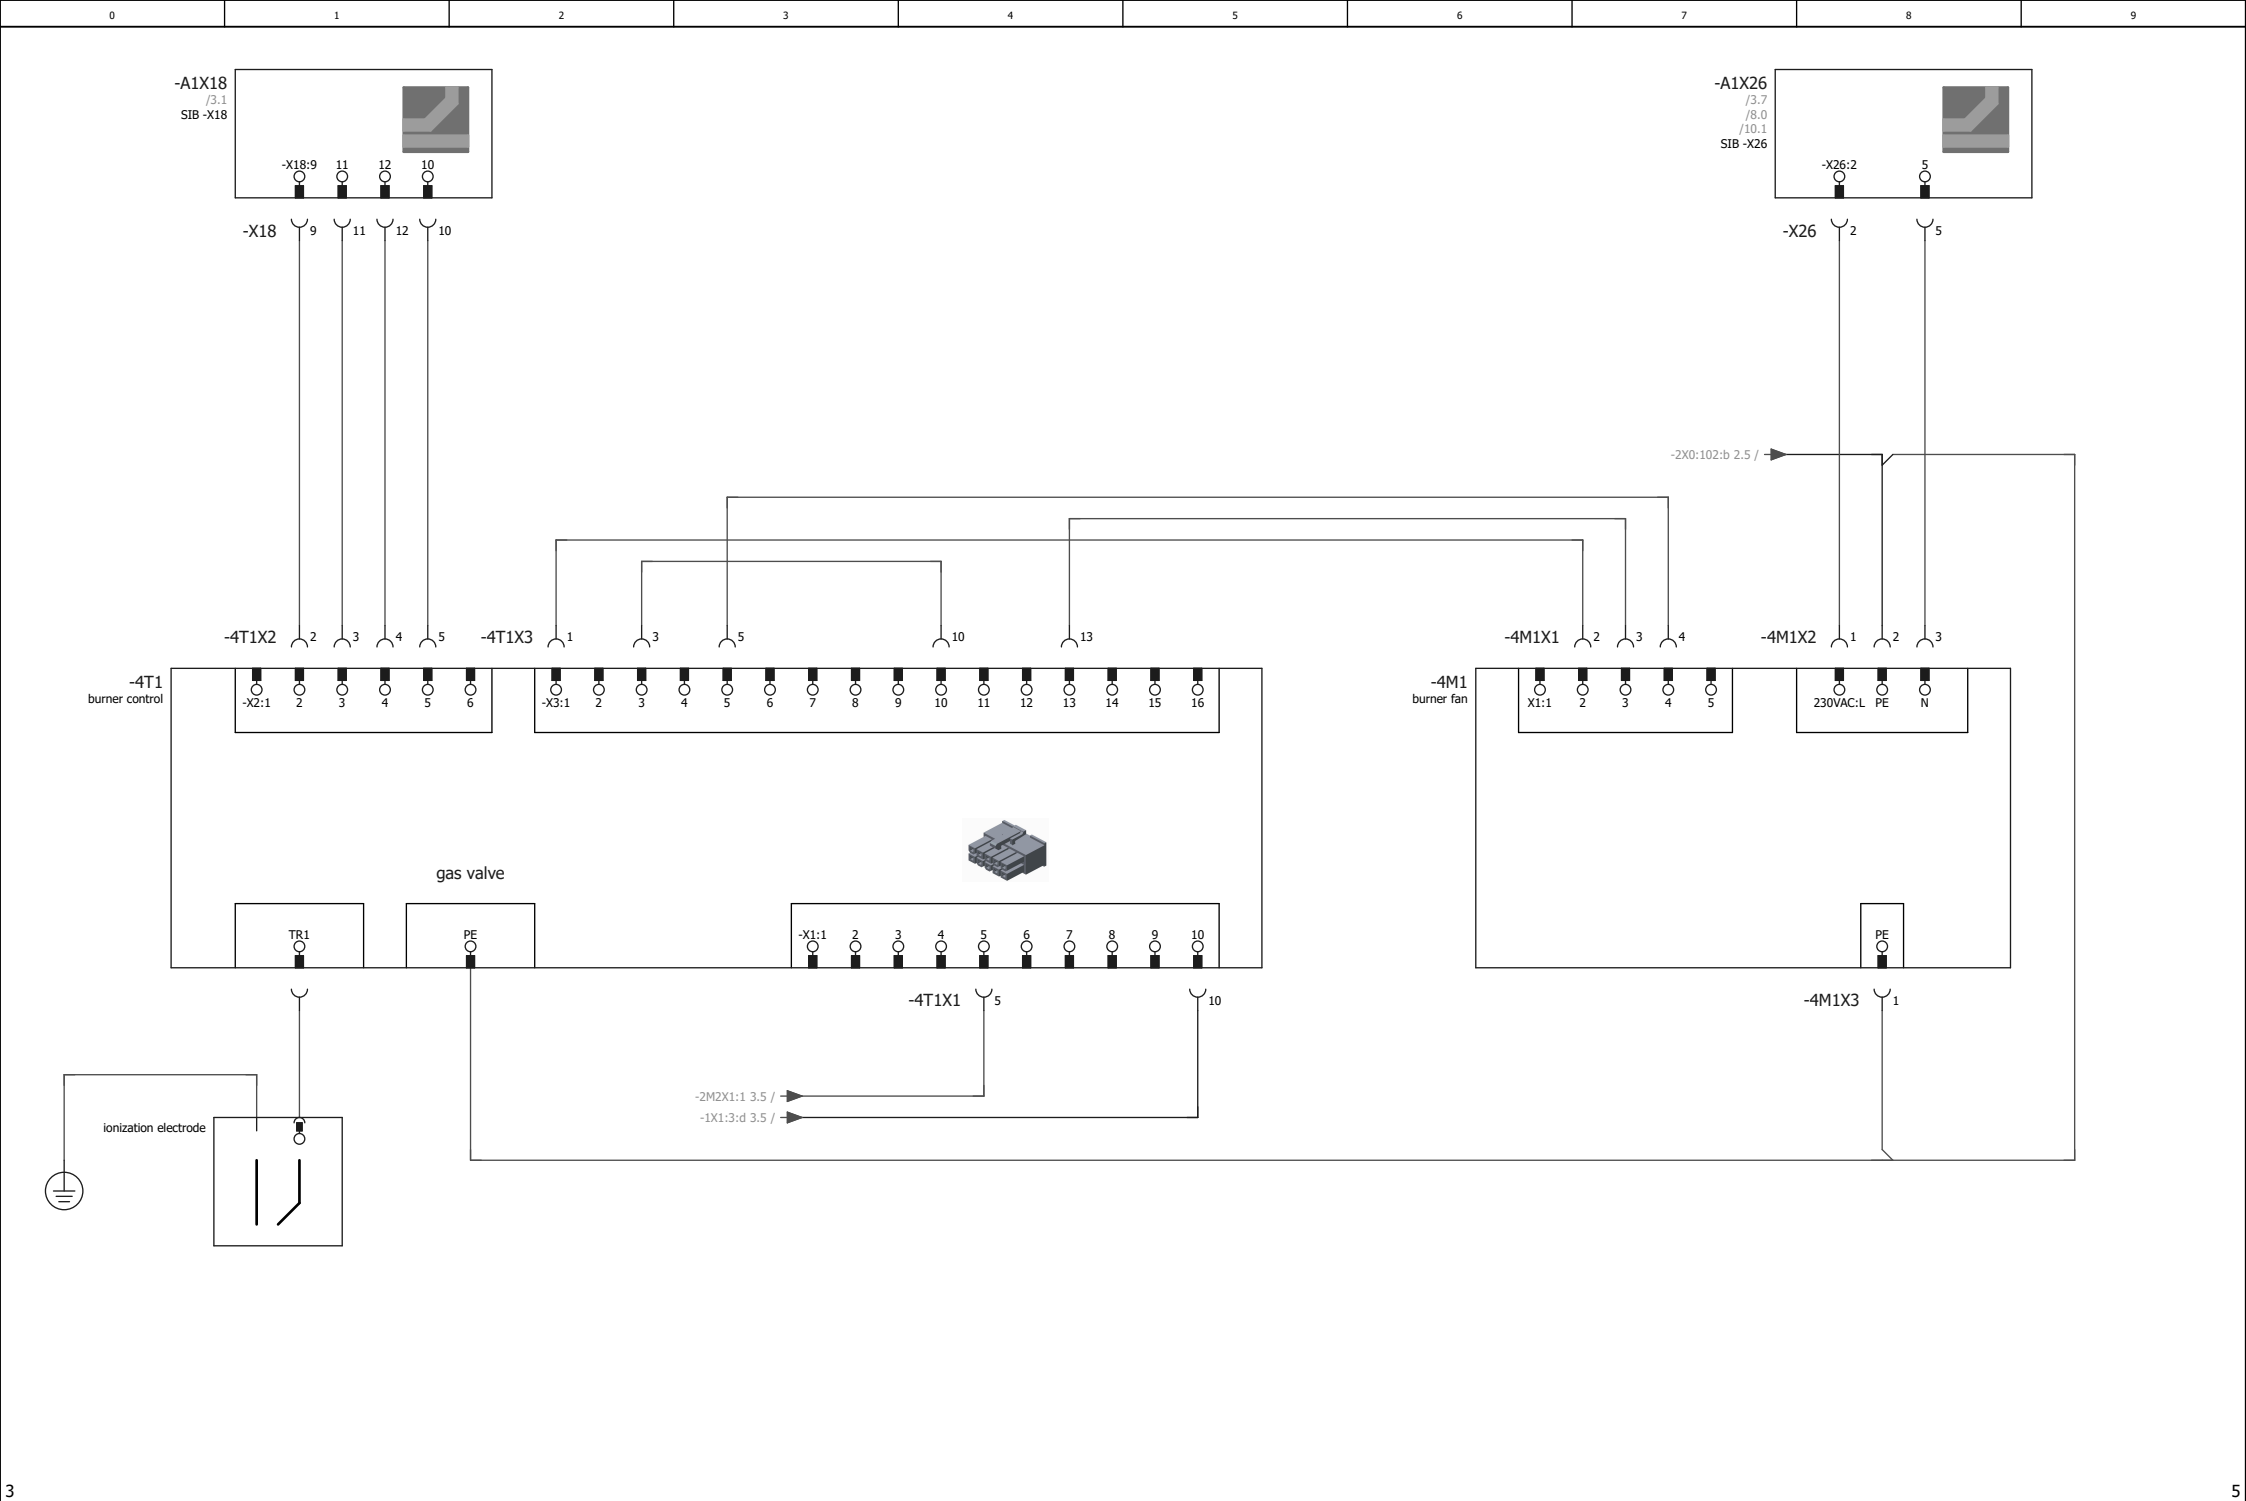 0 1 2 3 4 5 6 7 8 9
-A1X18
/3.1
SIB -X18
-X18:9 11 12 10
-X18 9 11 12 10
-A1X26
/3.7
/8.0
/10.1
SIB -X26
-X26:2 5
-X26 2 5
-2X0:102:b 2.5 /
-4T1X2 2 3 4 5
-4T1X3 1 3 5 10 13
-4M1X1 2 3 4
-4M1X2 1 2 3
-4T1
burner control
-X2:1 2 3 4 5 6
-X3:1 2 3 4 5 6 7 8 9 10 11 12 13 14 15 16
-4M1
burner fan
X1:1 2 3 4 5
230VAC:L PE N
gas valve
TR1
PE
-X1:1 2 3 4 5 6 7 8 9 10
PE
-4T1X1 5 10
-4M1X3 1
-2M2X1:1 3.5 /
-1X1:3:d 3.5 /
ionization electrode
3
5